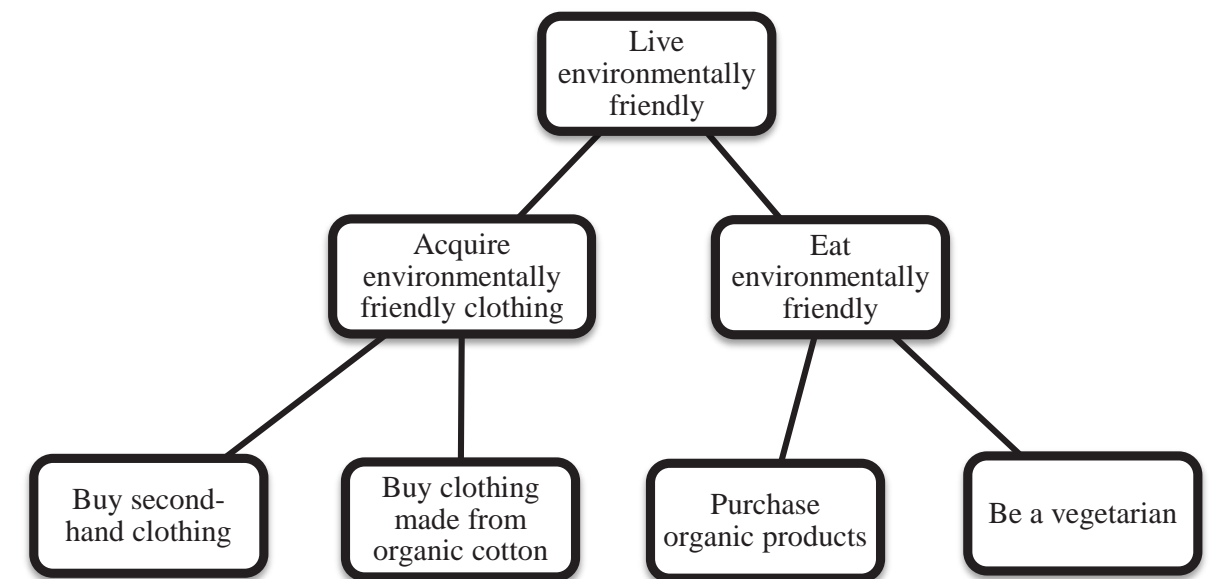 Live
environmentally
friendly
Acquire
environmentally
friendly clothing
Eat
environmentally
friendly
Buy second-
hand clothing
Buy clothing
made from
organic cotton
Purchase
organic products
Be a vegetarian